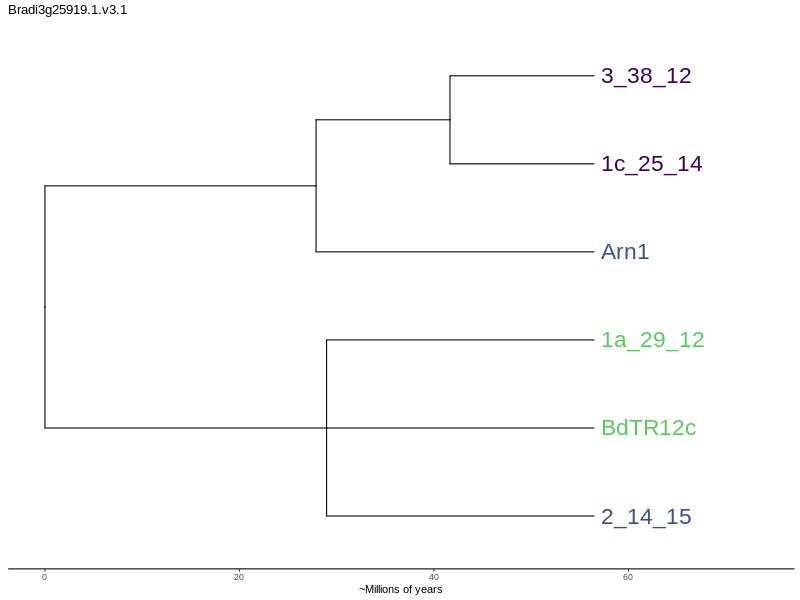 Bradi3g25919.1.v3.1
3_38_12
1c_25_14
Arn1
1a_29_12
BdTR12c
2_14_15
0 20 40 60
~Millions of years